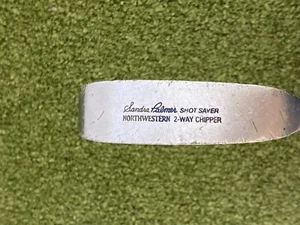 Sandra Palmer SHOT SAVER
NORTHWESTERN 2-WAY CHIPPER